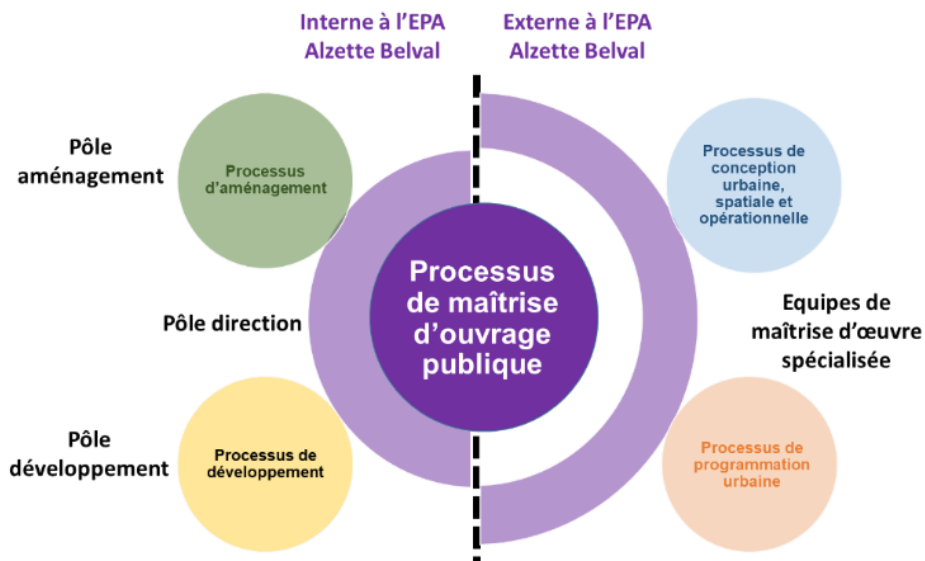 Interne à l'EPA
Alzette Belval
Externe à l'EPA
Alzette Belval
Pôle
aménagement
Processus
d'aménagement
Processus de
conception
urbaine,
spatiale et
opérationnelle
Processus
de maîtrise
d'ouvrage
publique
Pôle direction
Equipes de
maîtrise d'œuvre
spécialisée
Pôle
développement
Processus de
développement
Processus de
programmation
urbaine